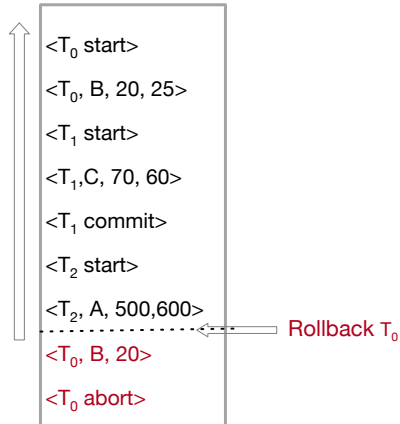 <T₀ start>
<T₀, B, 20, 25>
<T₁ start>
<T₁,C, 70, 60>
<T₁ commit>
<T₂ start>
<T₂, A, 500,600>
Rollback T₀
<T₀, B, 20>
<T₀ abort>